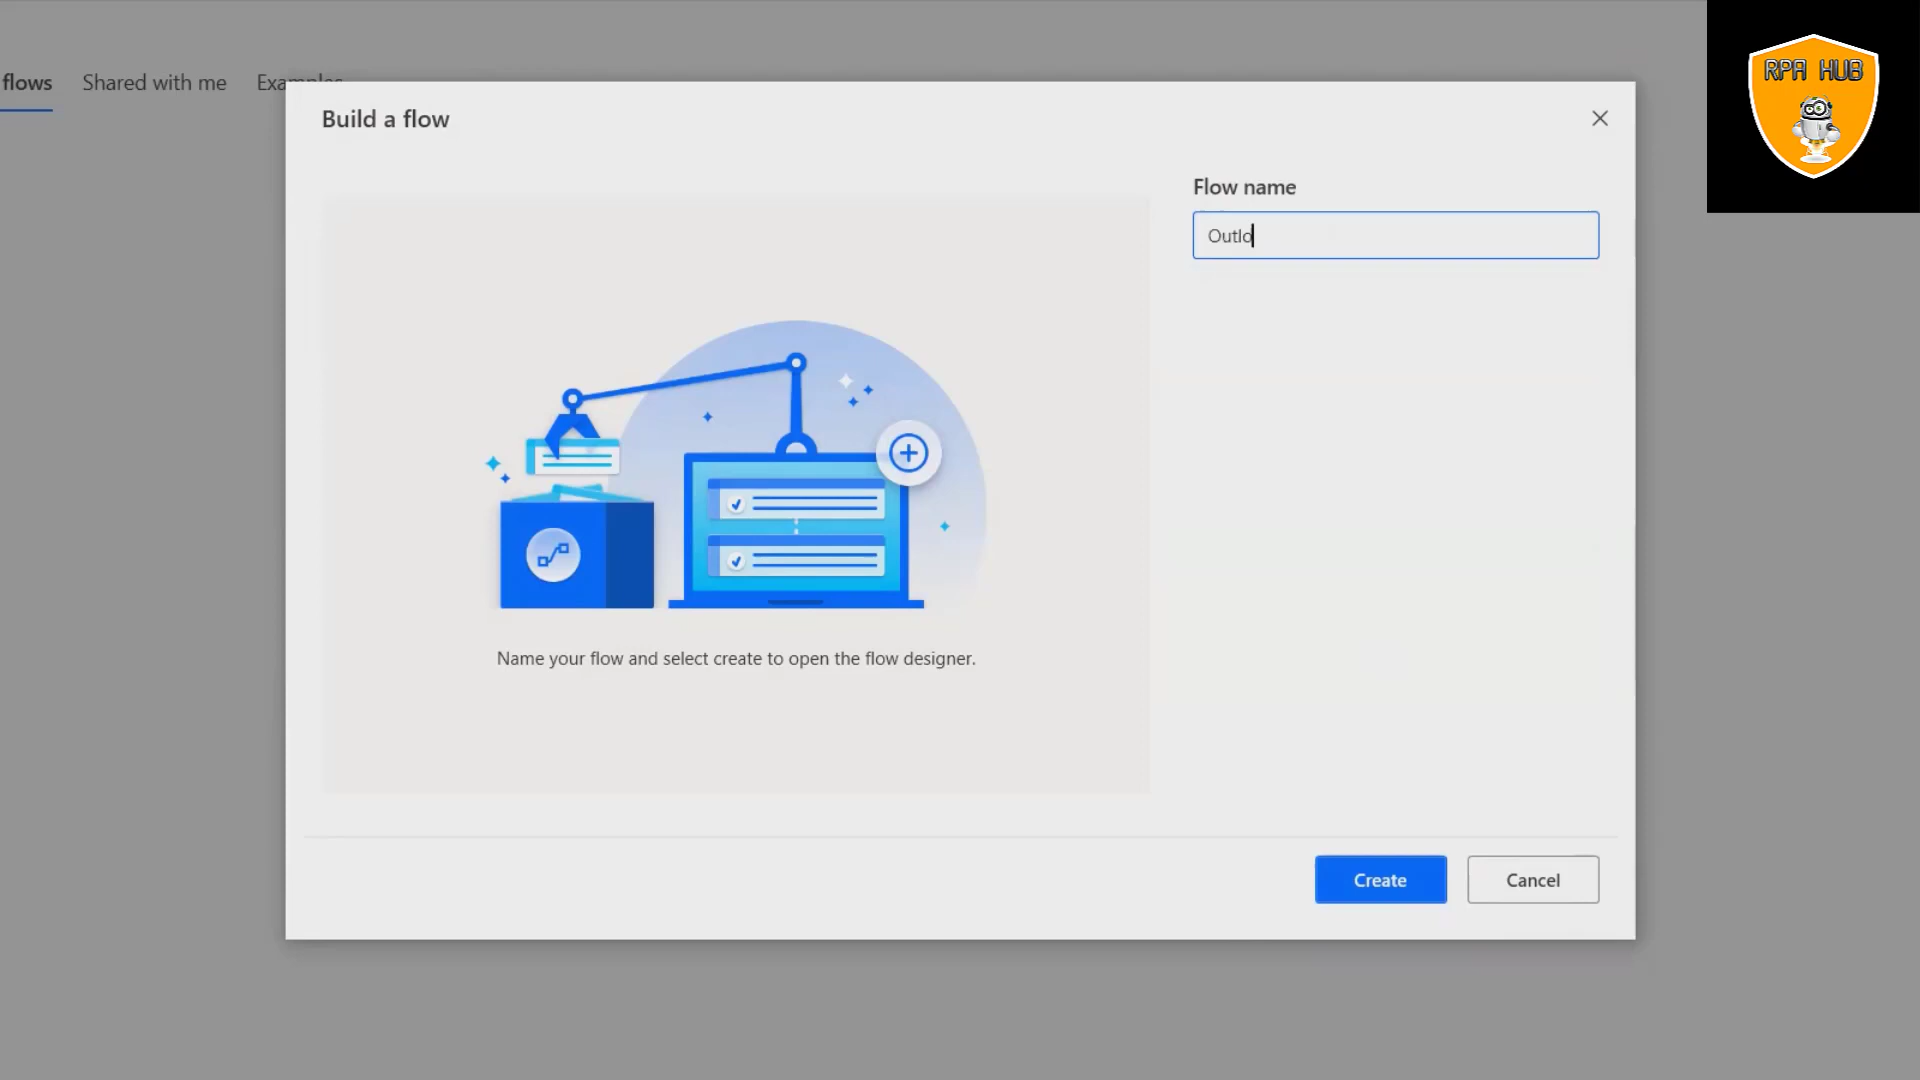 flows
Shared with me
Examples
RPA HUB
Build a flow
Flow name
Outlo
Name your flow and select create to open the flow designer.
Create
Cancel